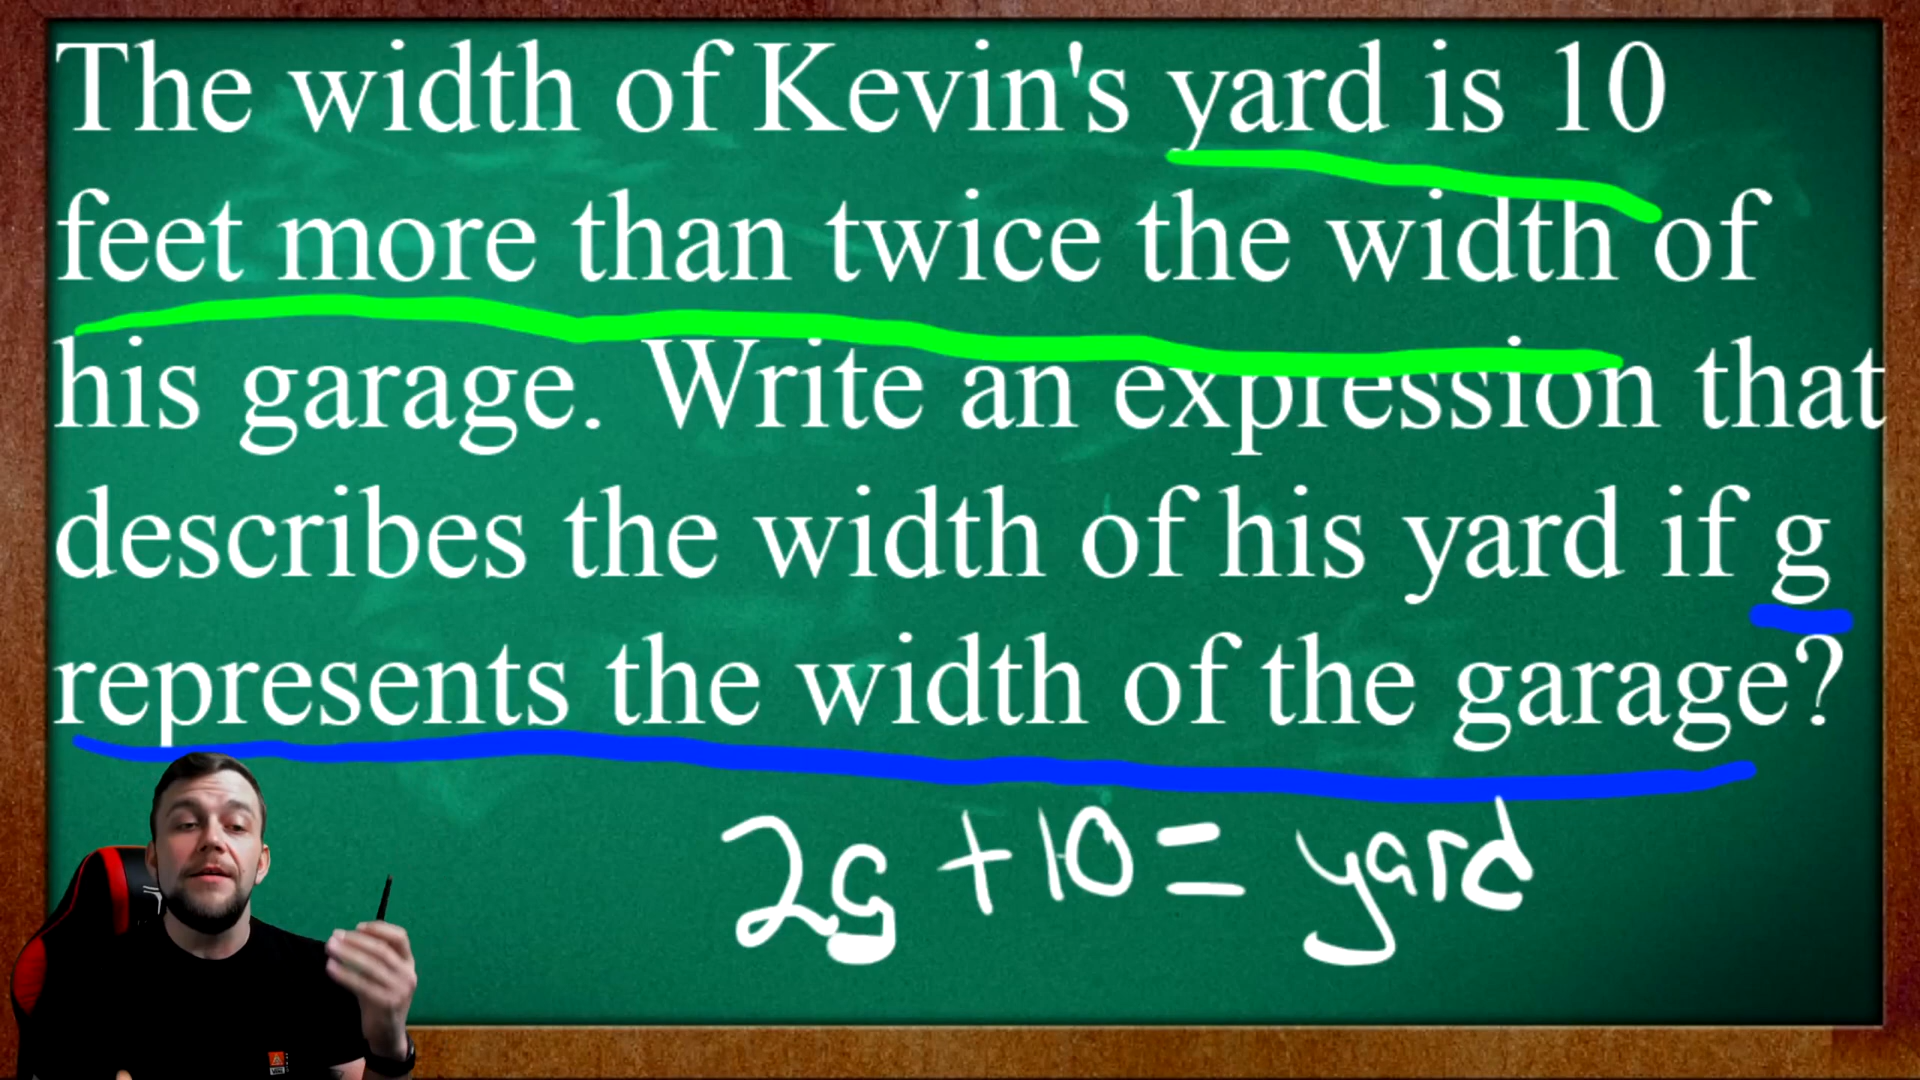 The width of Kevin's yard is 10
feet more than twice the width of
his garage. Write an expression that
describes the width of his yard if g
represents the width of the garage?
2g + 10 = yard